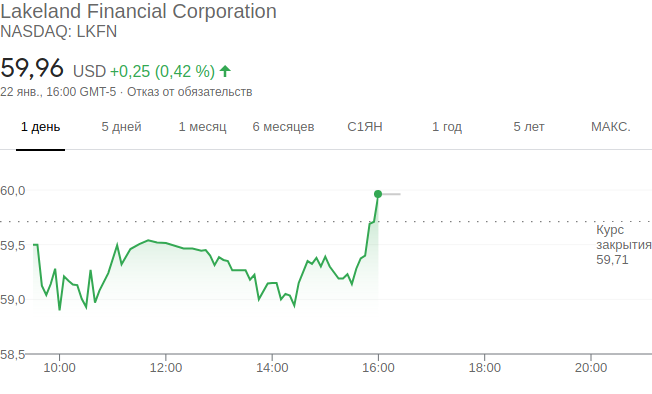 Lakeland Financial Corporation
NASDAQ: LKFN
59,96 USD +0,25 (0,42 %)
22 янв., 16:00 GMT-5 · Отказ от обязательств
1 день 5 дней 1 месяц 6 месяцев С1ЯН 1 год 5 лет МАКС.
60,0
Курс
закрытия
59,5
59,71
59,0
58,5
10:00 12:00 14:00 16:00 18:00 20:00